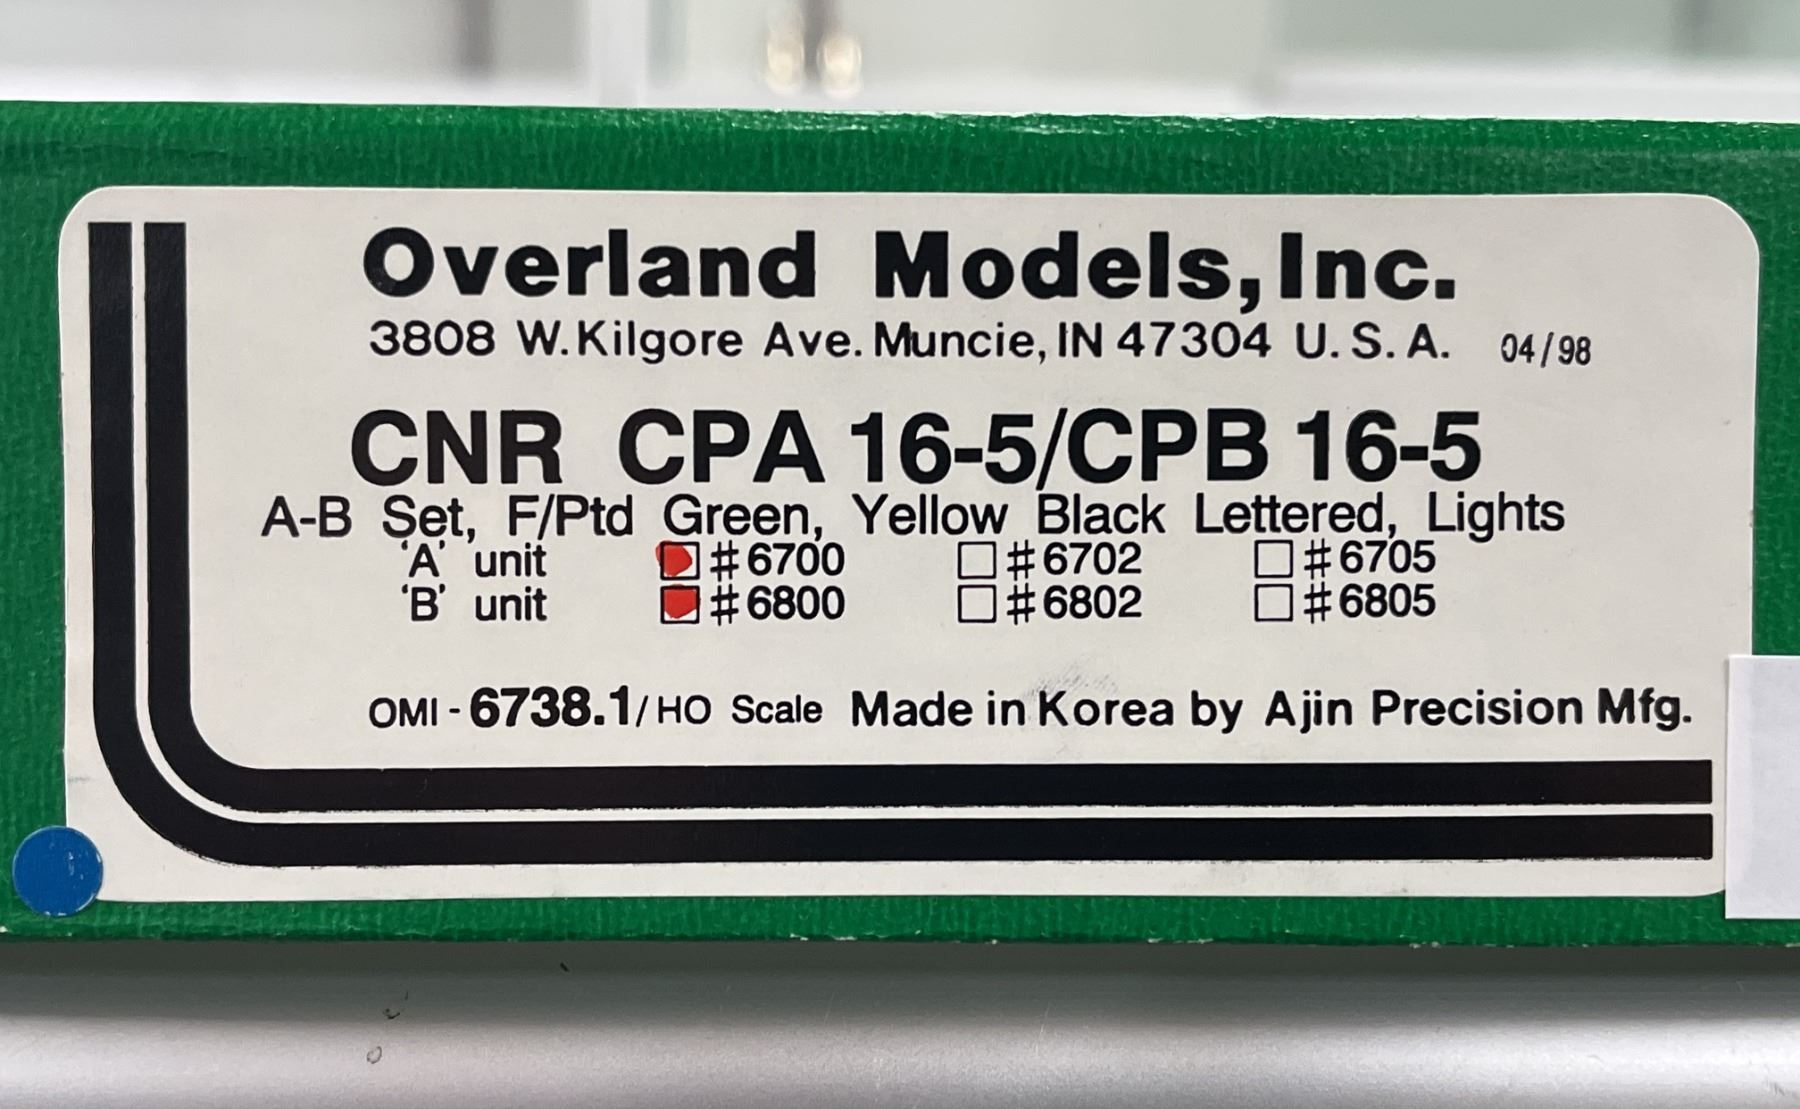 Overland Models, Inc.
3808 W. Kilgore Ave. Muncie, IN 47304 U. S. A. 04/98
CNR CPA 16-5/CPB 16-5
A-B Set, F/Ptd Green, Yellow Black Lettered, Lights
'A' unit #6700 #6702 #6705
'B' unit #6800 #6802 #6805
OMI - 6738.1/ HO Scale Made in Korea by Ajin Precision Mfg.